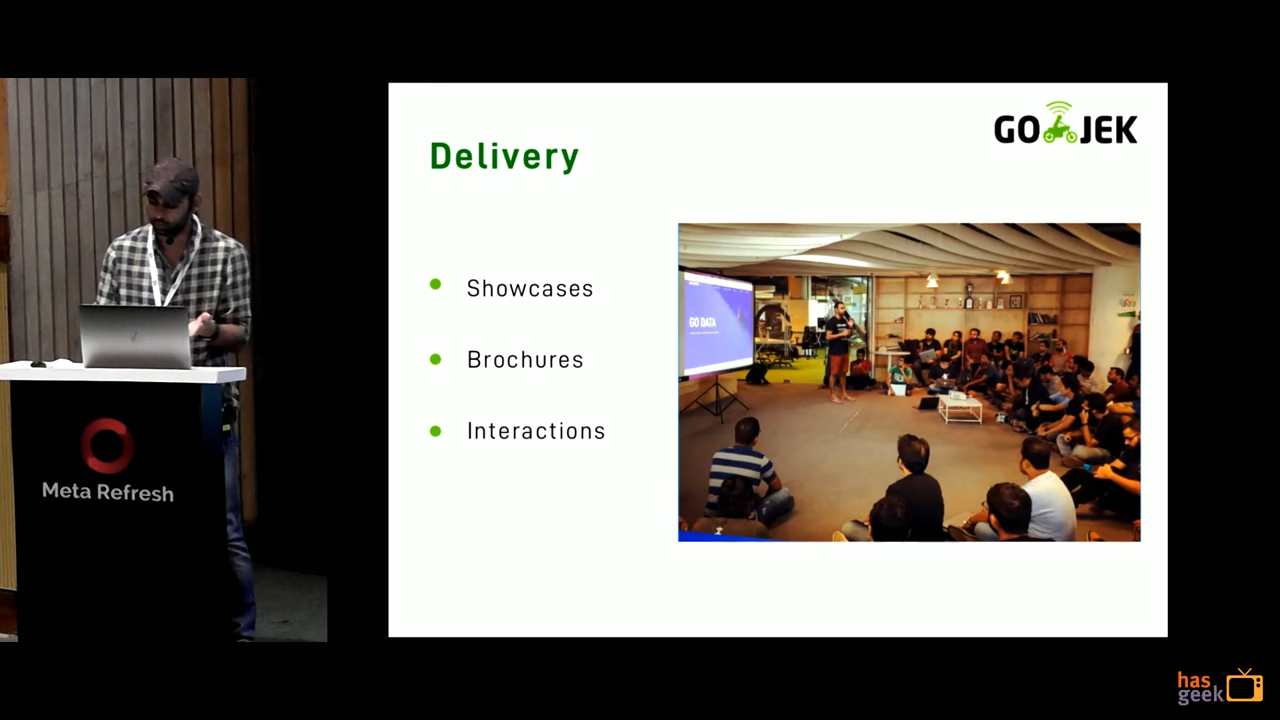 GO JEK
Delivery
Showcases
Brochures
Interactions
GO DATA
Meta Refresh
has
geek